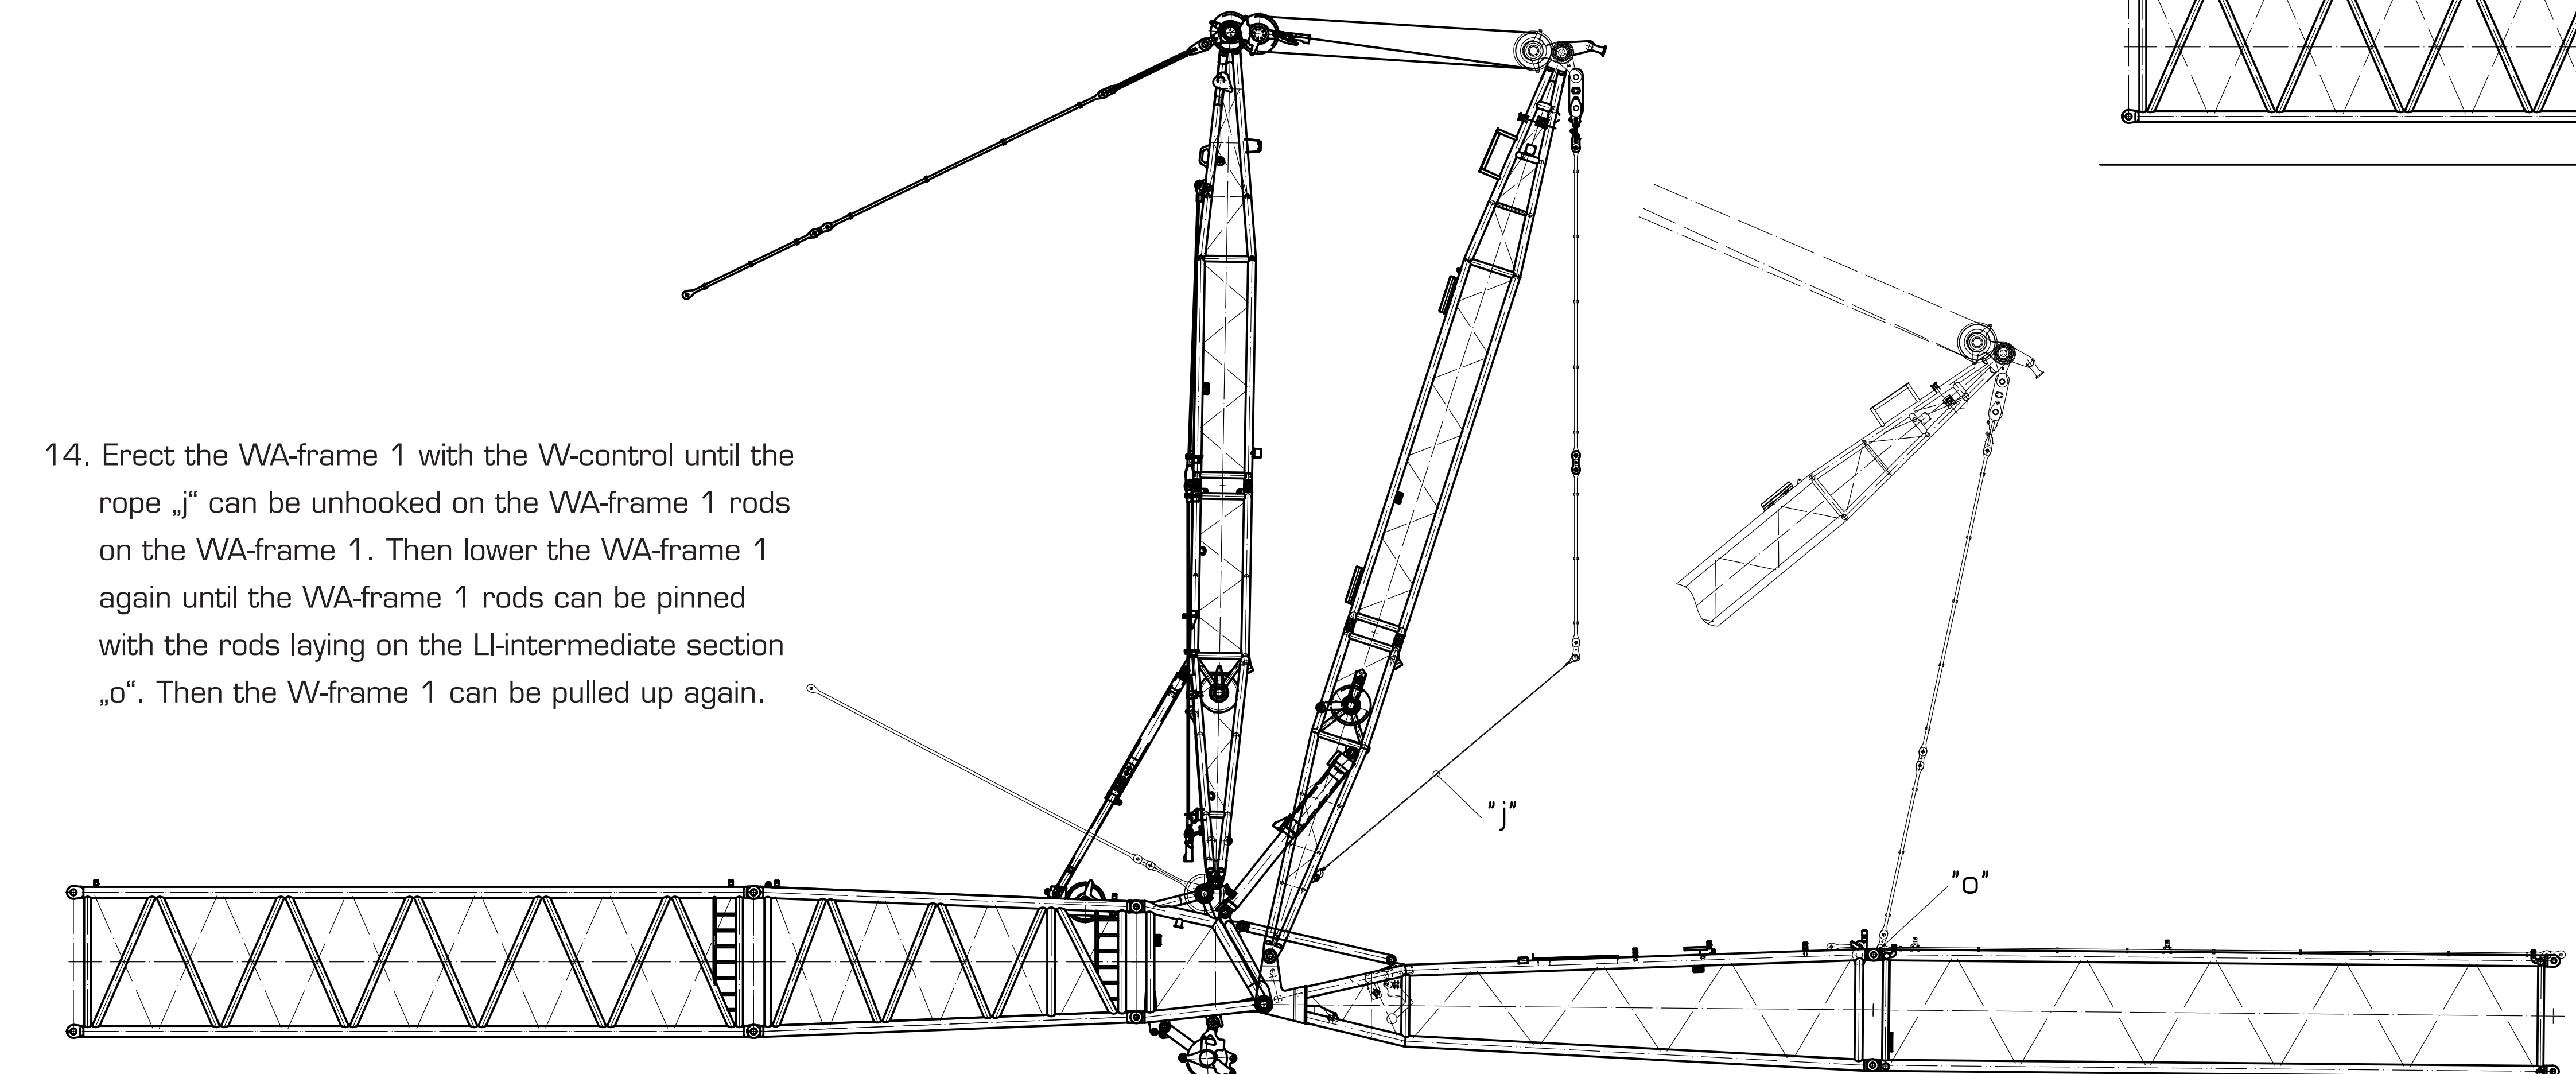 14. Erect the WA-frame 1 with the W-control until the
rope „j“ can be unhooked on the WA-frame 1 rods
on the WA-frame 1. Then lower the WA-frame 1
again until the WA-frame 1 rods can be pinned
with the rods laying on the LI-intermediate section
„o“. Then the W-frame 1 can be pulled up again.
"j"
"o"